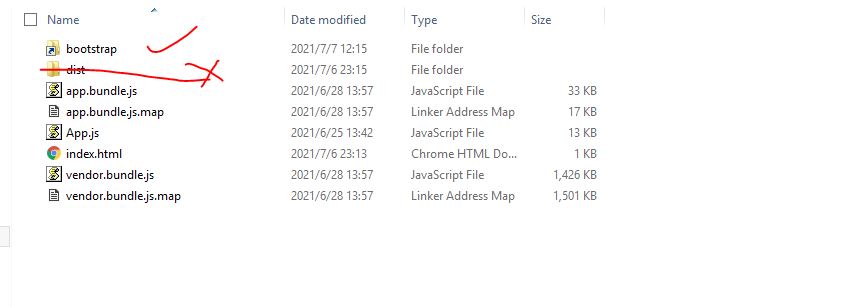 Name Date modified Type Size
bootstrap 2021/7/7 12:15 File folder
dist 2021/7/6 23:15 File folder
app.bundle.js 2021/6/28 13:57 JavaScript File 33 KB
app.bundle.js.map 2021/6/28 13:57 Linker Address Map 17 KB
App.js 2021/6/25 13:42 JavaScript File 13 KB
index.html 2021/7/6 23:13 Chrome HTML Do... 1 KB
vendor.bundle.js 2021/6/28 13:57 JavaScript File 1,426 KB
vendor.bundle.js.map 2021/6/28 13:57 Linker Address Map 1,501 KB